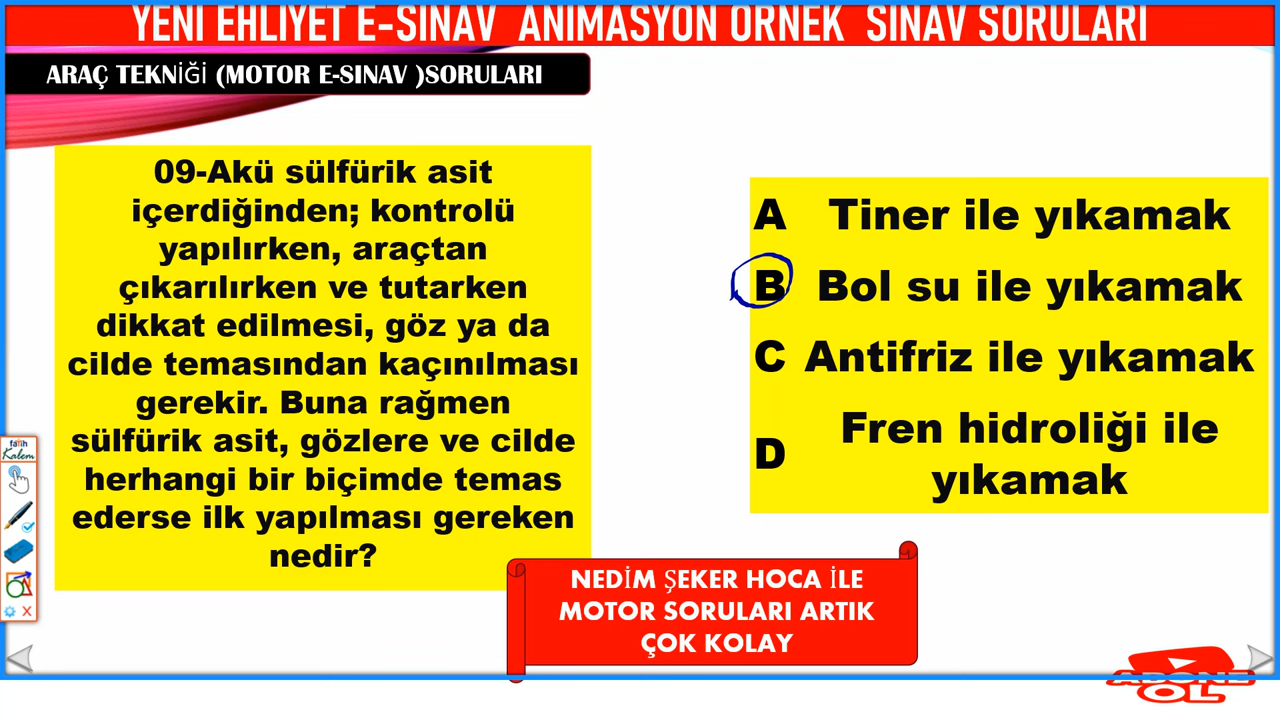 YENİ EHLİYET E-SINAV ANİMASYON ÖRNEK SINAV SORULARI
ARAÇ TEKNİĞİ (MOTOR E-SINAV )SORULARI
09-Akü sülfürik asit
içerdiğinden; kontrolü
yapılırken, araçtan
çıkarılırken ve tutarken
dikkat edilmesi, göz ya da
cilde temasından kaçınılması
gerekir. Buna rağmen
sülfürik asit, gözlere ve cilde
herhangi bir biçimde temas
ederse ilk yapılması gereken
nedir?
A Tiner ile yıkamak
B Bol su ile yıkamak
C Antifriz ile yıkamak
D Fren hidroliği ile
yıkamak
fatih
Kalem
NEDİM ŞEKER HOCA İLE
MOTOR SORULARI ARTIK
ÇOK KOLAY
ABONE
OL